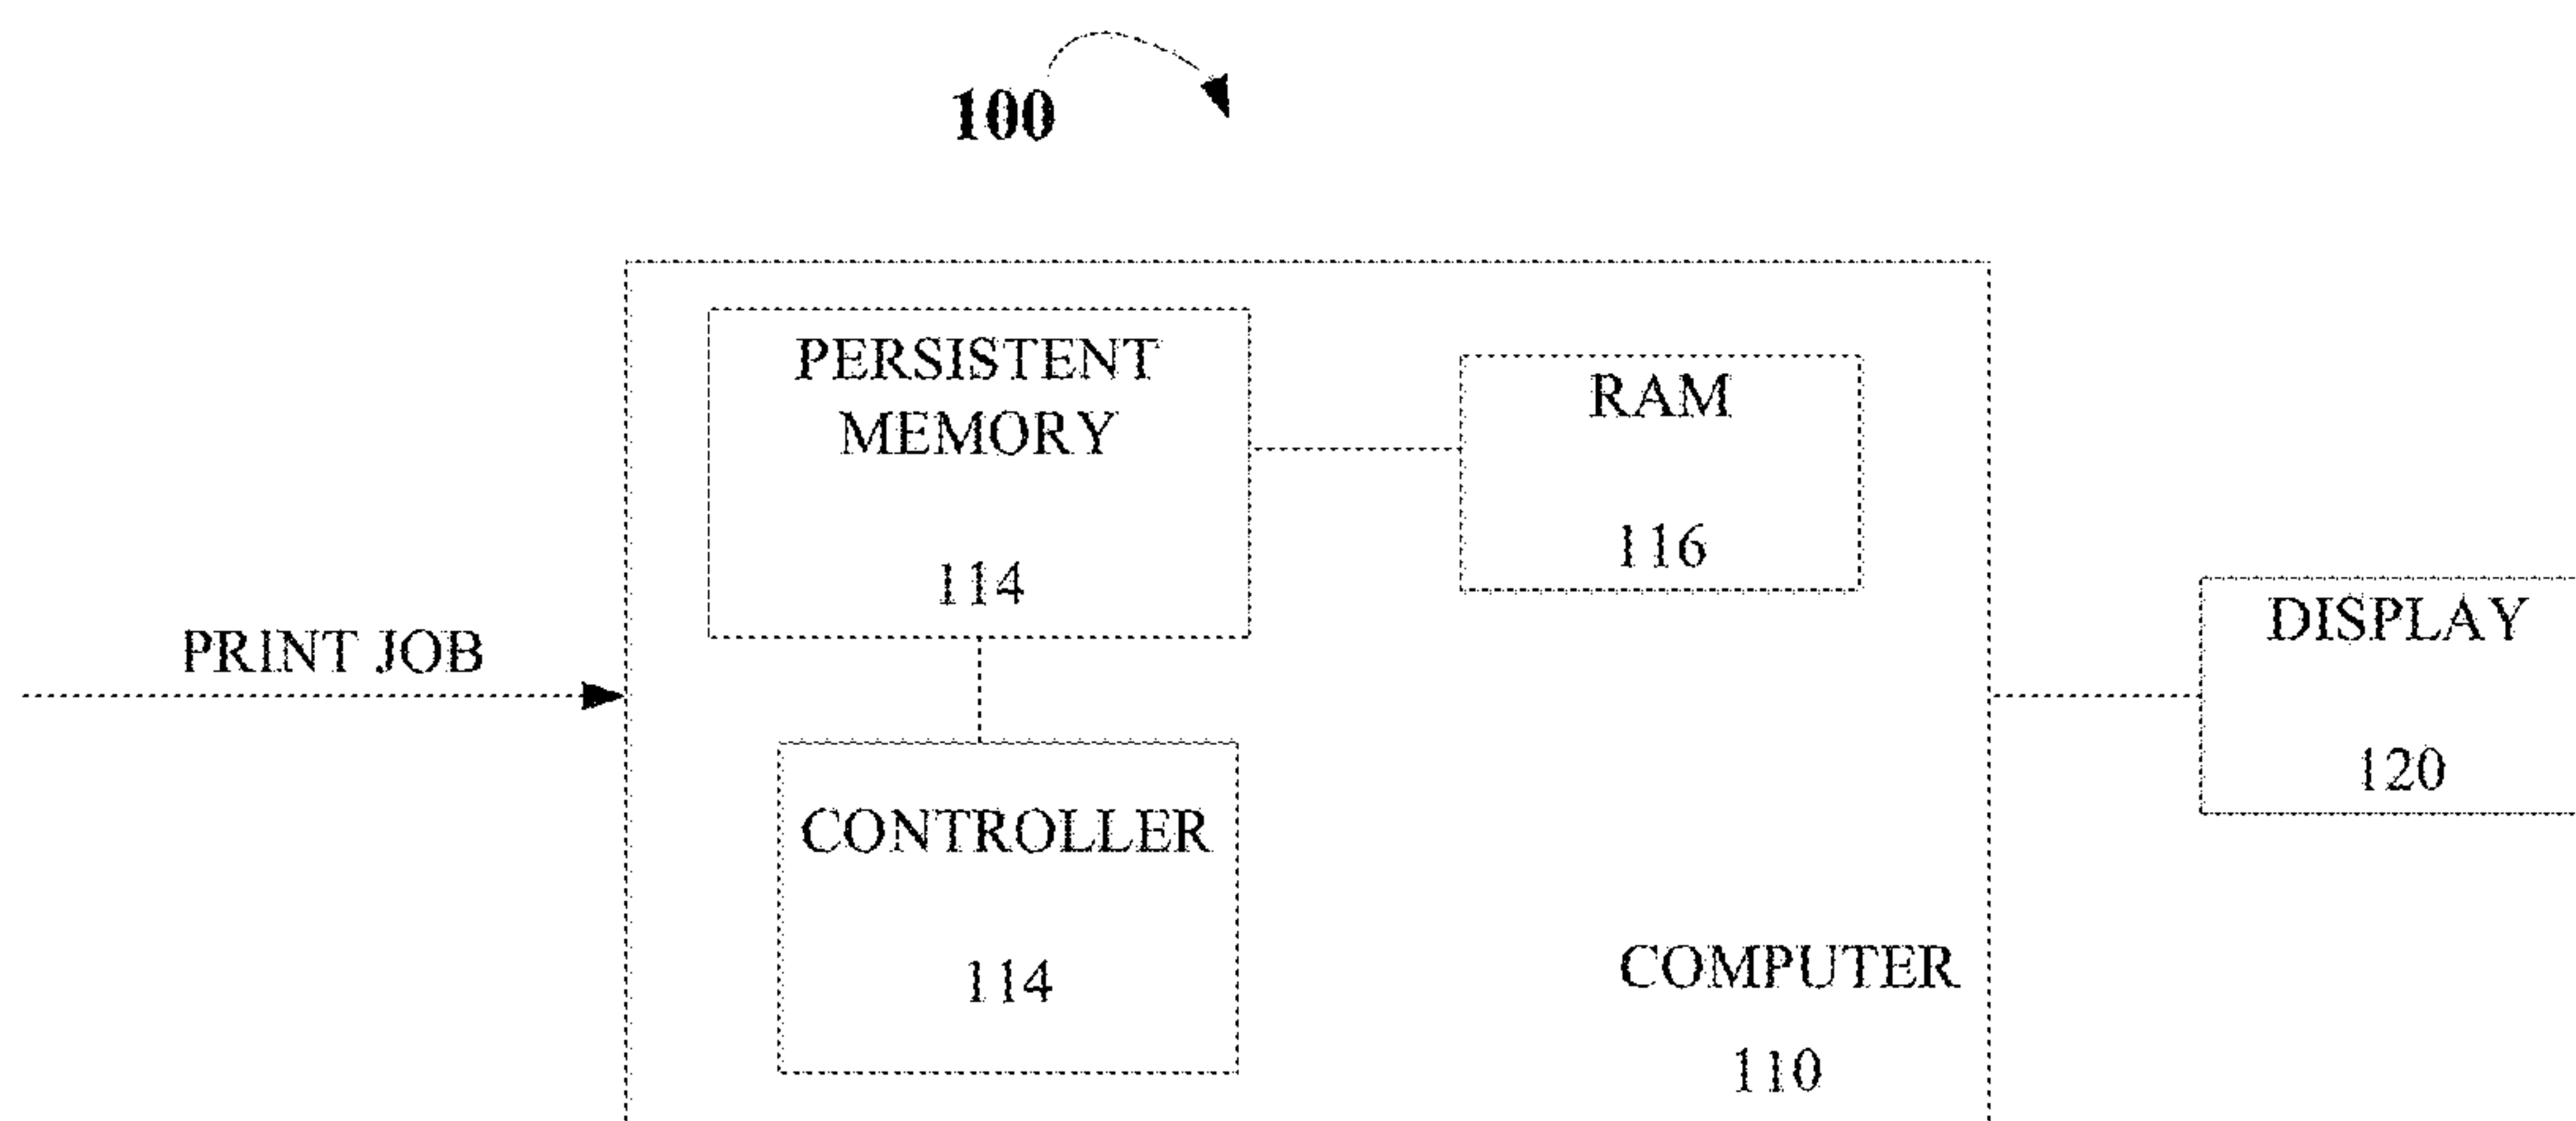 100
PERSISTENT
MEMORY
114
RAM
116
PRINT JOB
DISPLAY
120
CONTROLLER
114
COMPUTER
110